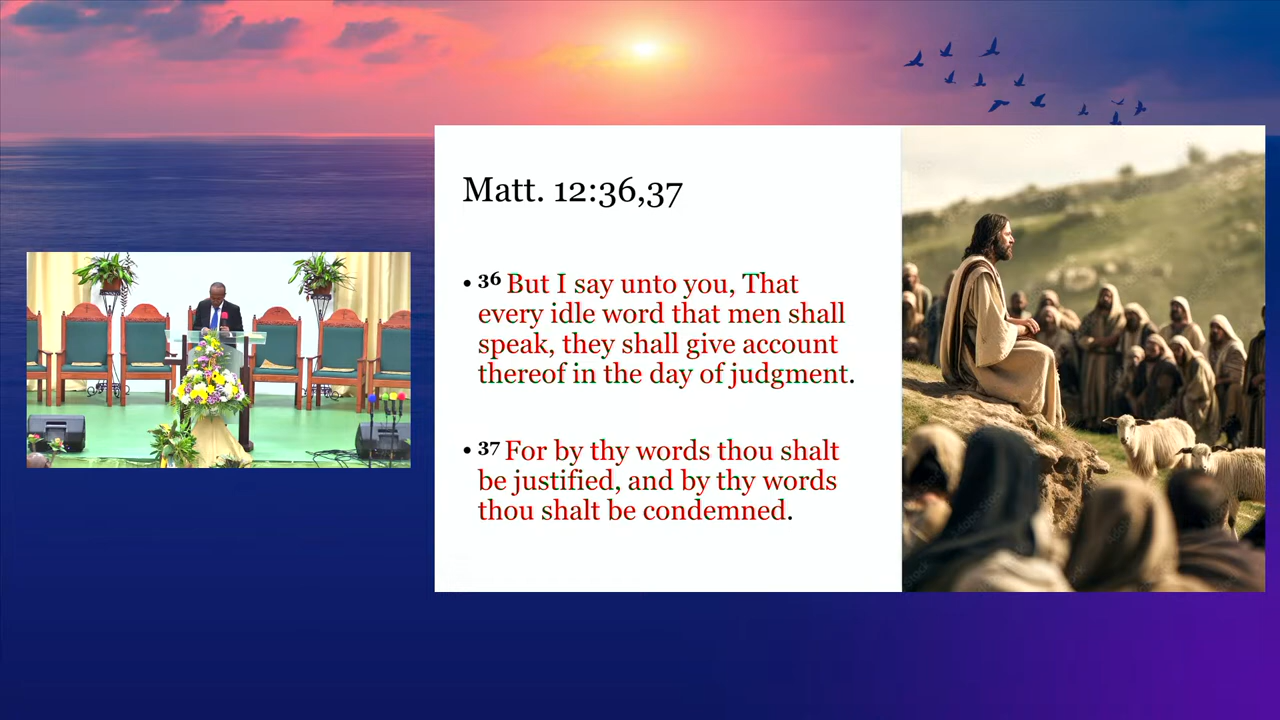 Matt. 12:36,37
• 36 But I say unto you, That
every idle word that men shall
speak, they shall give account
thereof in the day of judgment.
• 37 For by thy words thou shalt
be justified, and by thy words
thou shalt be condemned.